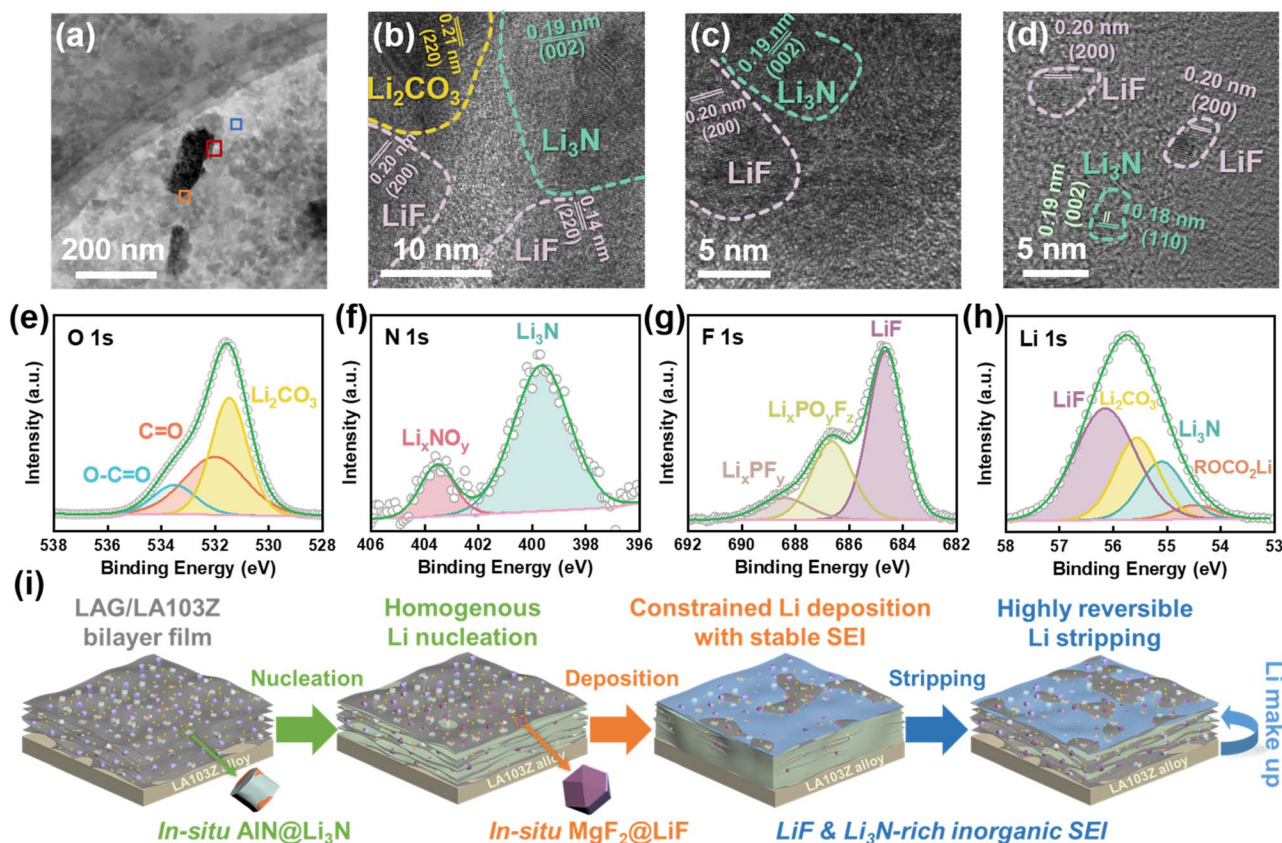 (a)
200 nm
(b)
0.21 nm
(220)
Li₂CO₃
0.19 nm
(002)
Li₃N
0.20 nm
(200)
LiF
0.14 nm
(220)
LiF
10 nm
(c)
0.19 nm
(002)
Li₃N
0.20 nm
(200)
LiF
5 nm
(d)
0.20 nm
(200)
LiF
0.20 nm
(200)
LiF
Li₃N
0.19 nm
(002)
0.18 nm
(110)
5 nm
(e)
O 1s
Li₂CO₃
C=O
O-C=O
Intensity (a.u.)
538 536 534 532 530 528
Binding Energy (eV)
(f)
N 1s
Li₃N
LiₓNOᵧ
Intensity (a.u.)
406 404 402 400 398 396
Binding Energy (eV)
(g)
F 1s
LiF
LiₓPOᵧF_z
LiₓPFᵧ
Intensity (a.u.)
692 690 688 686 684 682
Binding Energy (eV)
(h)
Li 1s
LiF
Li₂CO₃
Li₃N
ROCO₂Li
Intensity (a.u.)
58 57 56 55 54 53
Binding Energy (eV)
(i)
LAG/LA103Z
bilayer film
Nucleation
Homogenous
Li nucleation
Deposition
Constrained Li deposition
with stable SEI
Stripping
Highly reversible
Li stripping
Li make up
LA103Z alloy
LA103Z alloy
LA103Z alloy
LA103Z alloy
In-situ AlN@Li₃N
In-situ MgF₂@LiF
LiF & Li₃N-rich inorganic SEI